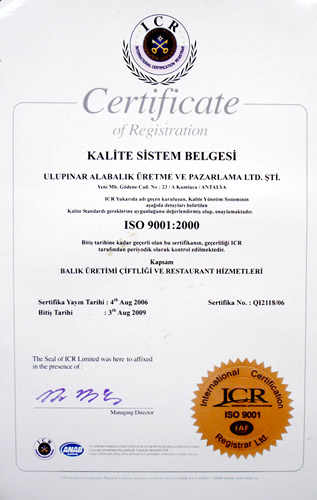 ICR
INTERNATIONAL CERTIFICATION REGISTRAR
Certificate
of Registration
KALİTE SİSTEM BELGESİ
ULUPINAR ALABALIK ÜRETME VE PAZARLAMA LTD. ŞTİ.
Yeni Mh. Gödene Cad. No : 23 / A Kumluca / ANTALYA
ICR Yukarıda adı geçen kuruluşun, Kalite Yönetim Sisteminin
aşağıda detayları belirtilen
Kalite Standardı gereklerine uygunluğunu değerlendirmiş olup, onaylamaktadır.
ISO 9001:2000
Bitiş tarihine kadar geçerli olan bu sertifikanın, geçerliliği ICR
tarafından periyodik olarak kontrol edilmektedir.
Kapsam
BALIK ÜRETİMİ ÇİFTLİĞİ VE RESTAURANT HİZMETLERİ
Sertifika Yayın Tarihi : 4th Aug 2006 Sertifika No. : QI2118/06
Bitiş Tarihi : 3th Aug 2009
The Seal of ICR Limited was here to affixed
in the presence of :
Managing Director
International Certification
ICR
ISO 9001
IAF
Registrar Ltd.
ICR
ANAB